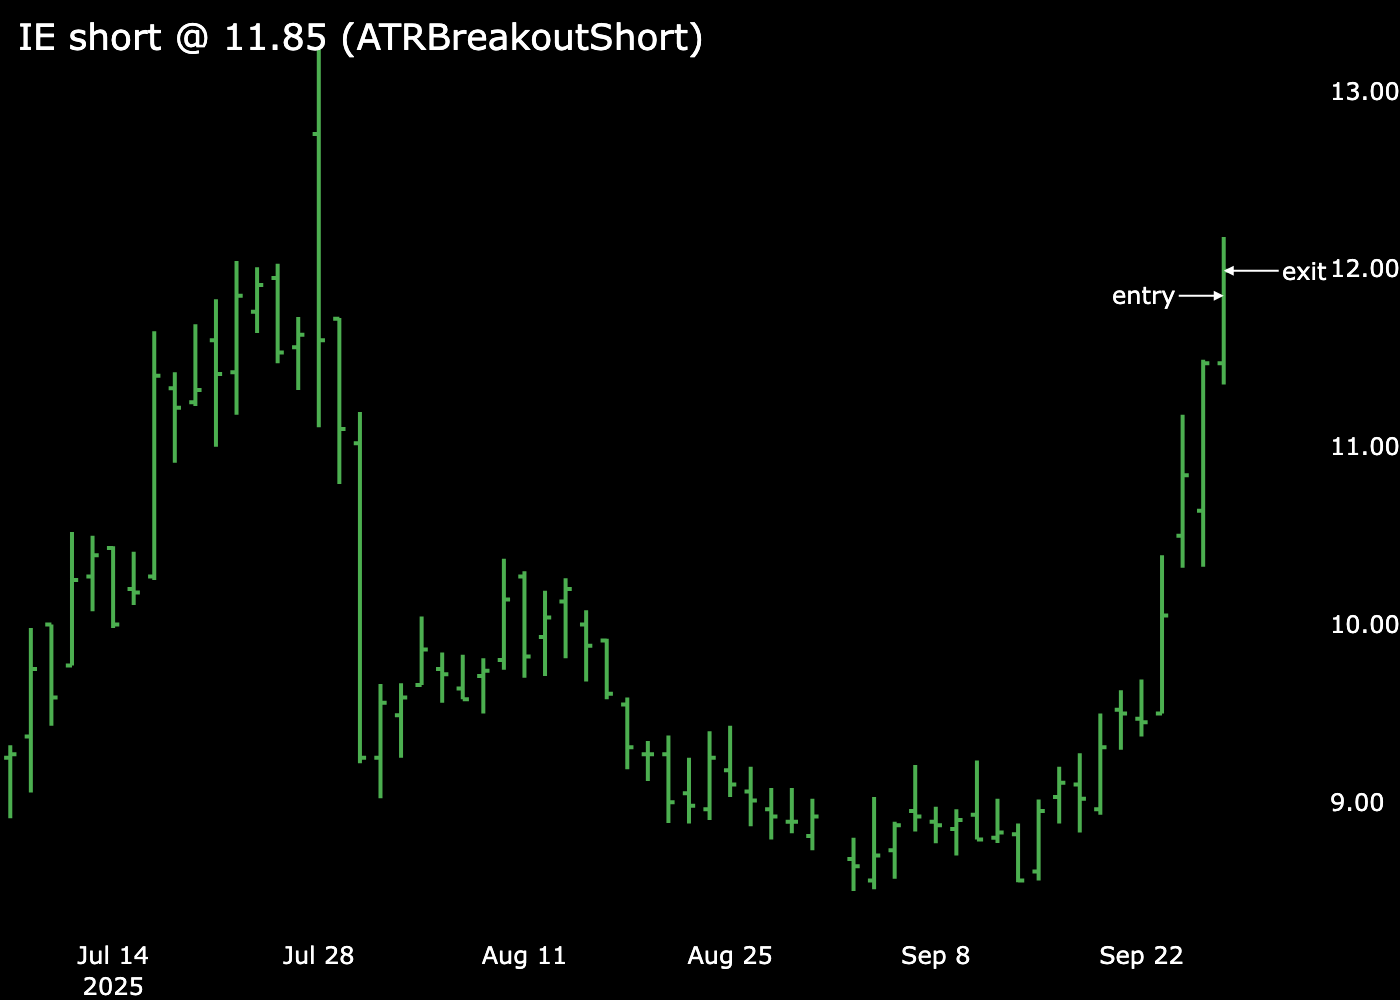 IE short @ 11.85 (ATRBreakoutShort)
13.00
12.00
exit
entry
11.00
10.00
9.00
Jul 14
2025
Jul 28
Aug 11
Aug 25
Sep 8
Sep 22